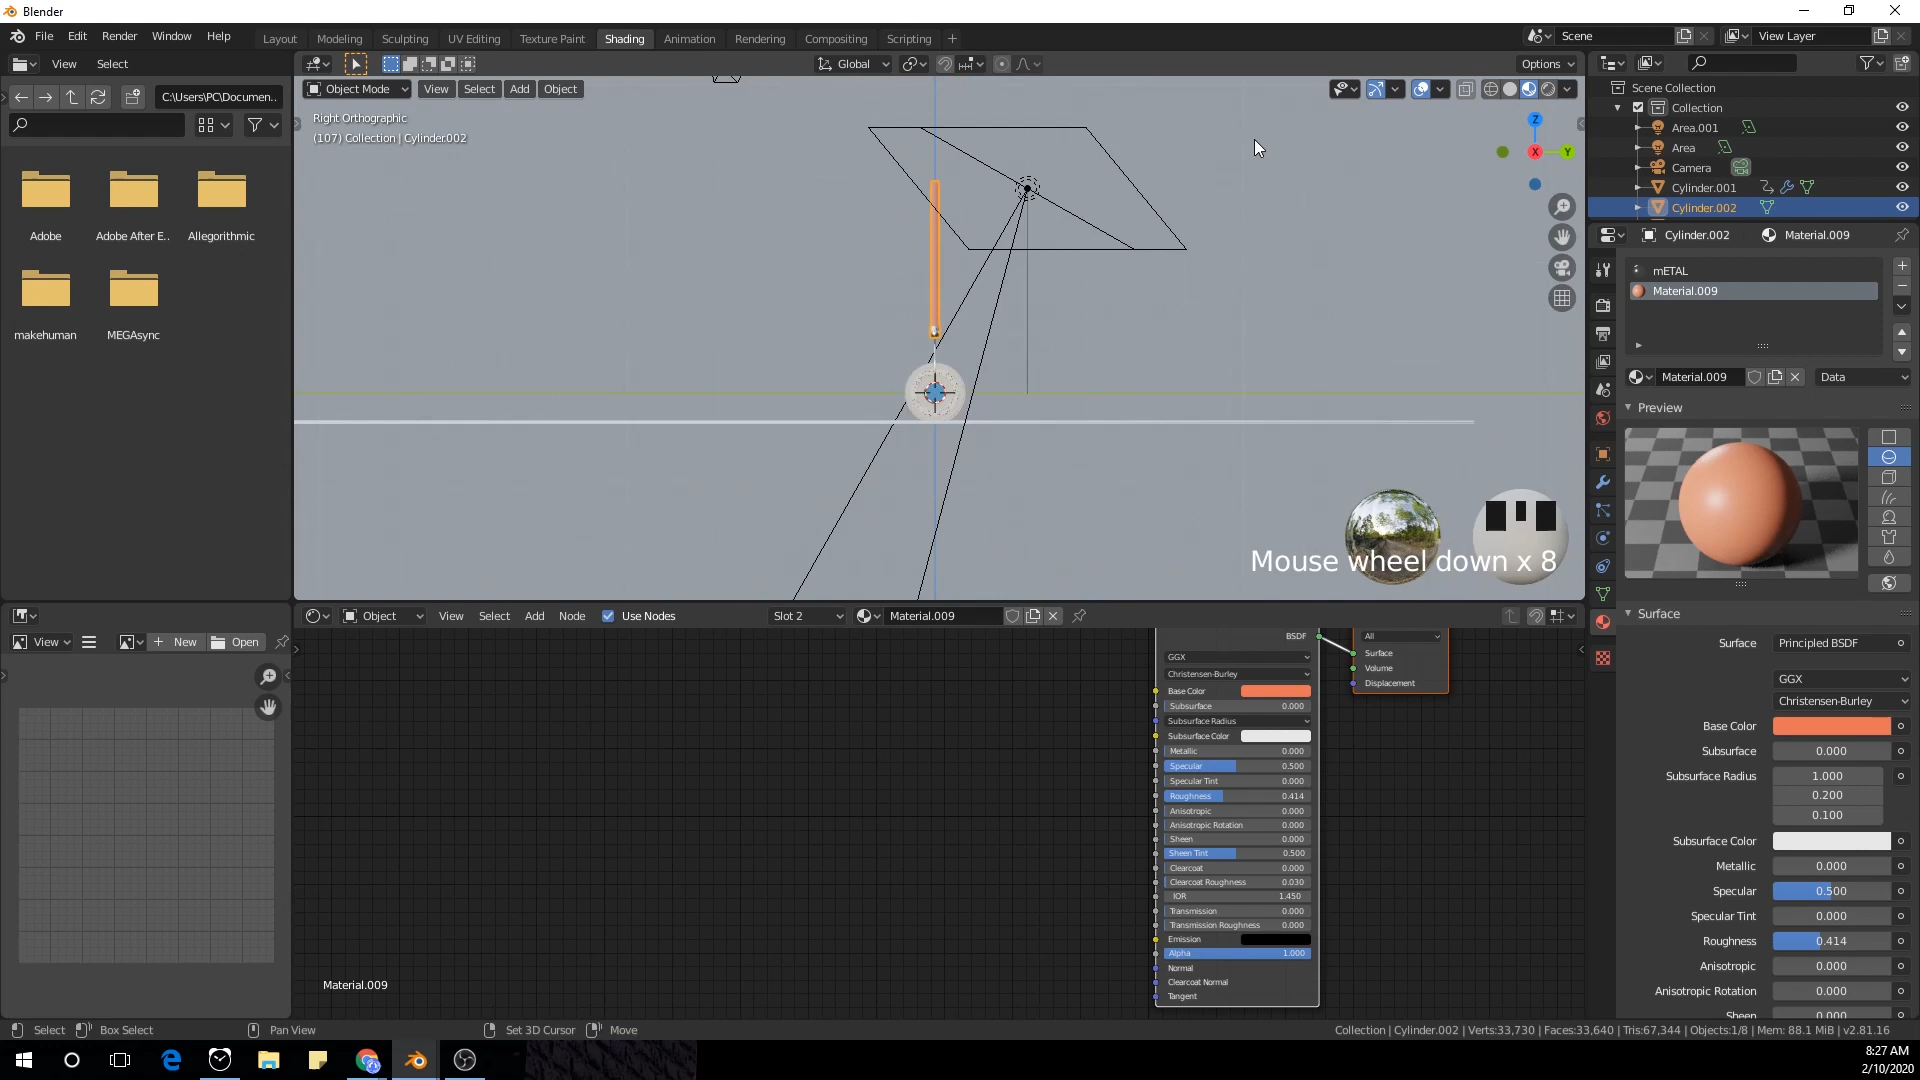 Blender
File Edit Render Window Help
Layout Modeling Sculpting UV Editing Texture Paint Shading Animation Rendering Compositing Scripting
Scene View Layer
View Select
Global
Options
C:\Users\PC\Documen..
Object Mode View Select Add Object
Right Orthographic
(107) Collection | Cylinder.002
Z
X
Y
Adobe
Adobe After E..
Allegorithmic
makehuman
MEGAsync
Scene Collection
Collection
Area.001
Area
Camera
Cylinder.001
Cylinder.002
Cylinder.002 Material.009
mETAL
Material.009
Material.009 Data
Preview
Mouse wheel down x 8
Surface
Surface Principled BSDF
GGX
Christensen-Burley
Base Color
Subsurface 0.000
Subsurface Radius 1.000
0.200
0.100
Subsurface Color
Metallic 0.000
Specular 0.500
Specular Tint 0.000
Roughness 0.414
Anisotropic 0.000
Anisotropic Rotation 0.000
Sheen 0.000
View New Open
Object View Select Add Node Use Nodes Slot 2 Material.009
BSDF
GGX
Christensen-Burley
Base Color
Subsurface 0.000
Subsurface Radius
Subsurface Color
Metallic 0.000
Specular 0.500
Specular Tint 0.000
Roughness 0.414
Anisotropic 0.000
Anisotropic Rotation 0.000
Sheen 0.000
Sheen Tint 0.500
Clearcoat 0.000
Clearcoat Roughness 0.030
IOR 1.450
Transmission 0.000
Transmission Roughness 0.000
Emission
Alpha 1.000
Normal
Clearcoat Normal
Tangent
All
Surface
Volume
Displacement
Material.009
Select Box Select Pan View Set 3D Cursor Move
Collection | Cylinder.002 | Verts:33,730 | Faces:33,640 | Tris:67,344 | Objects:1/8 | Mem: 88.1 MiB | v2.81.16
8:27 AM
2/10/2020